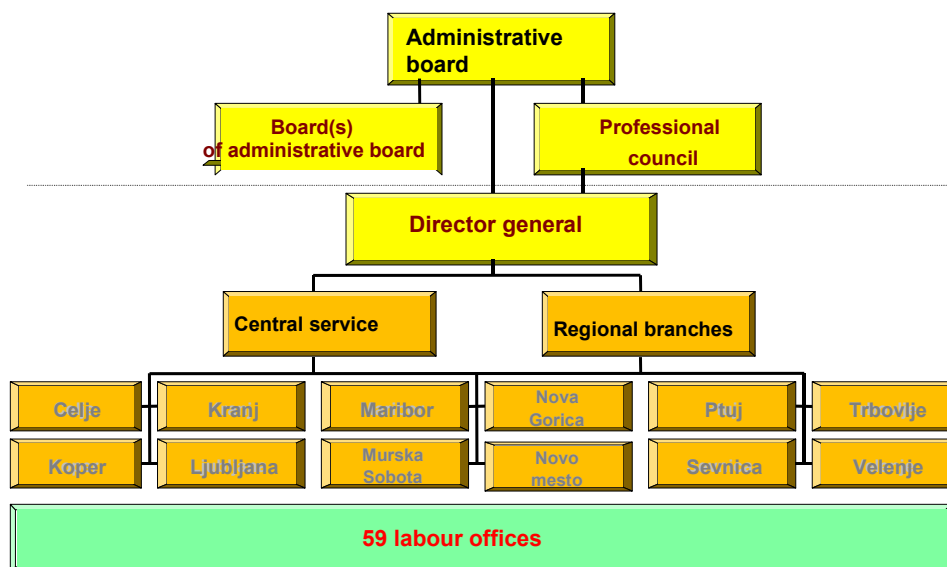 Administrative
board
Board(s)
of administrative board
Professional
council
Director general
Central service
Regional branches
Celje
Kranj
Maribor
Nova
Gorica
Ptuj
Trbovlje
Koper
Ljubljana
Murska
Sobota
Novo
mesto
Sevnica
Velenje
59 labour offices